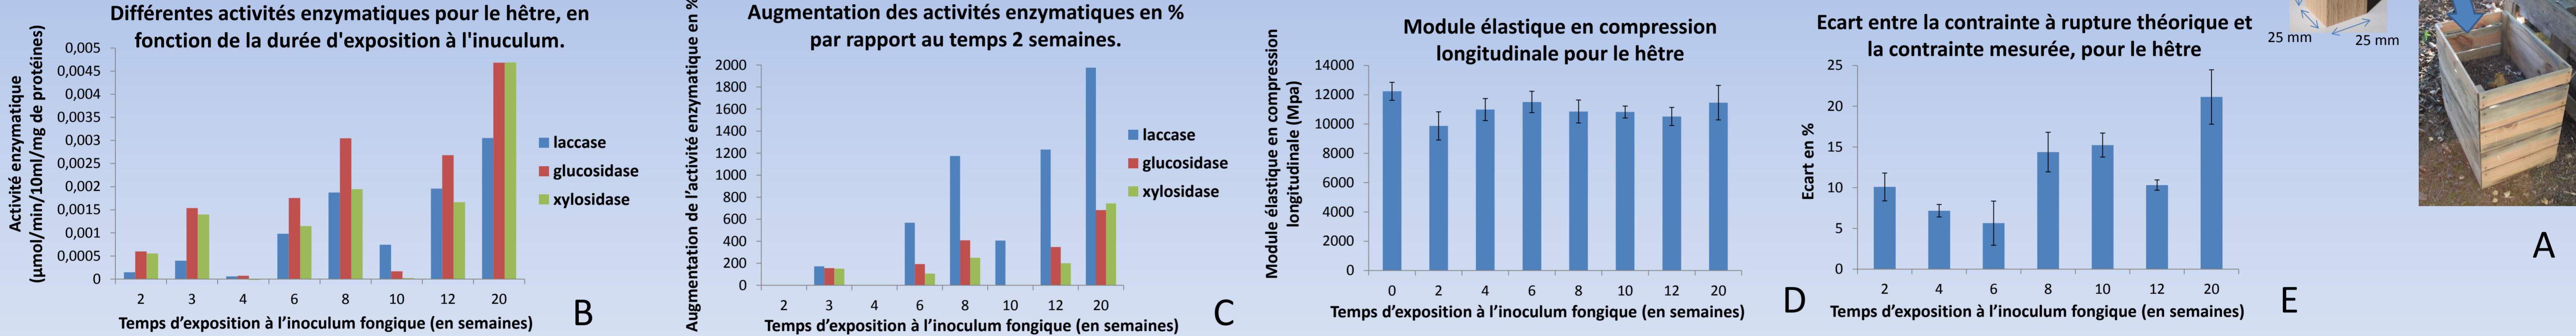 Différentes activités enzymatiques pour le hêtre, en
fonction de la durée d'exposition à l'inuculum.
Activité enzymatique
(µmol/min/10ml/mg de protéines)
0,005
0,0045
0,004
0,0035
0,003
0,0025
0,002
0,0015
0,001
0,0005
0
2 3 4 6 8 10 12 20
Temps d'exposition à l'inoculum fongique (en semaines)
laccase
glucosidase
xylosidase
B
Augmentation des activités enzymatiques en %
par rapport au temps 2 semaines.
Augmentation de l'activité enzymatique en %
2000
1800
1600
1400
1200
1000
800
600
400
200
0
2 3 4 6 8 10 12 20
Temps d'exposition à l'inoculum fongique (en semaines)
laccase
glucosidase
xylosidase
C
Module élastique en compression
longitudinale pour le hêtre
Module élastique en compression
longitudinale (Mpa)
14000
12000
10000
8000
6000
4000
2000
0
0 2 4 6 8 10 12 20
Temps d'exposition à l'inoculum fongique (en semaines)
D
Ecart entre la contrainte à rupture théorique et
la contrainte mesurée, pour le hêtre
Ecart en %
25
20
15
10
5
0
2 4 6 8 10 12 20
Temps d'exposition à l'inoculum fongique (en semaines)
E
25 mm
25 mm
A